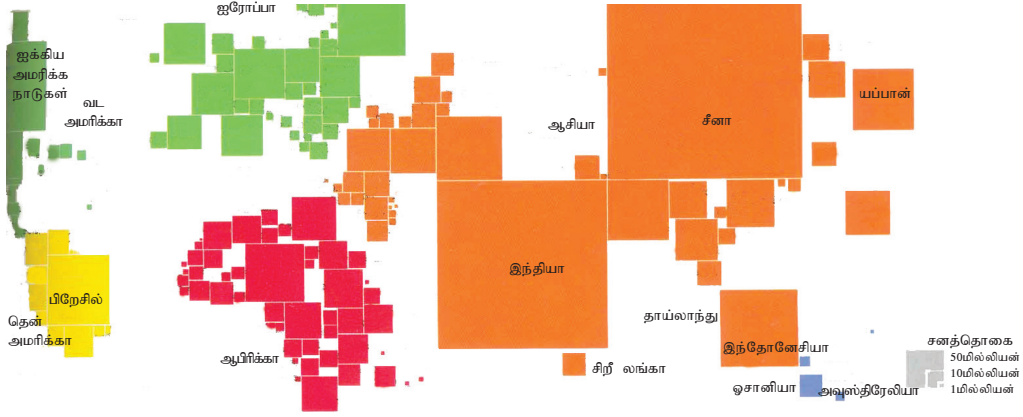 ஐரோப்பா
ஐக்கிய
அமரிக்க
நாடுகள்
வட
அமரிக்கா
ஆசியா
சீனா
யப்பான்
இந்தியா
பிறேசில்
தென்
அமரிக்கா
ஆபிரிக்கா
தாய்லாந்து
இந்தோனேசியா
சிறீ லங்கா
ஓசானியா
அவுஸ்திரேலியா
சனத்தொகை
50மில்லியன்
10மில்லியன்
1மில்லியன்